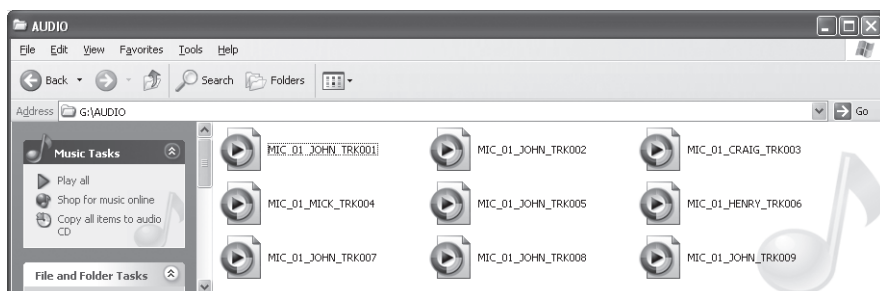 AUDIO
File Edit View Favorites Tools Help
Back Search Folders
Address G:\AUDIO Go
Music Tasks
Play all
Shop for music online
Copy all items to audio
CD
File and Folder Tasks
MIC_01_JOHN_TRK001 MIC_01_JOHN_TRK002 MIC_01_CRAIG_TRK003
MIC_01_MICK_TRK004 MIC_01_JOHN_TRK005 MIC_01_HENRY_TRK006
MIC_01_JOHN_TRK007 MIC_01_JOHN_TRK008 MIC_01_JOHN_TRK009